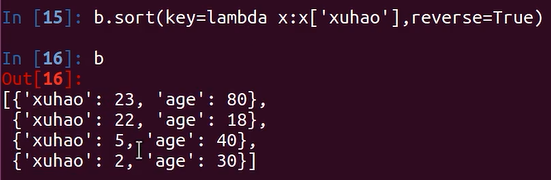 In [15]: b.sort(key=lambda x:x['xuhao'],reverse=True)
In [16]: b
Out[16]:
[{'xuhao': 23, 'age': 80},
{'xuhao': 22, 'age': 18},
{'xuhao': 5, 'age': 40},
{'xuhao': 2, 'age': 30}]